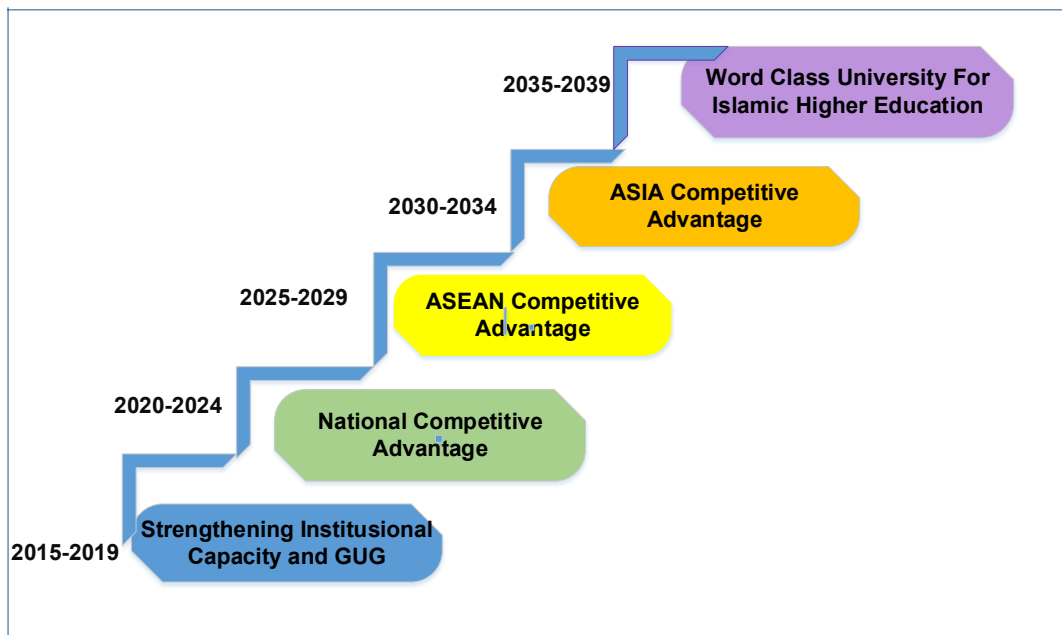 2035-2039
Word Class University For
Islamic Higher Education
2030-2034
ASIA Competitive
Advantage
2025-2029
ASEAN Competitive
Advantage
2020-2024
National Competitive
Advantage
2015-2019
Strengthening Institusional
Capacity and GUG